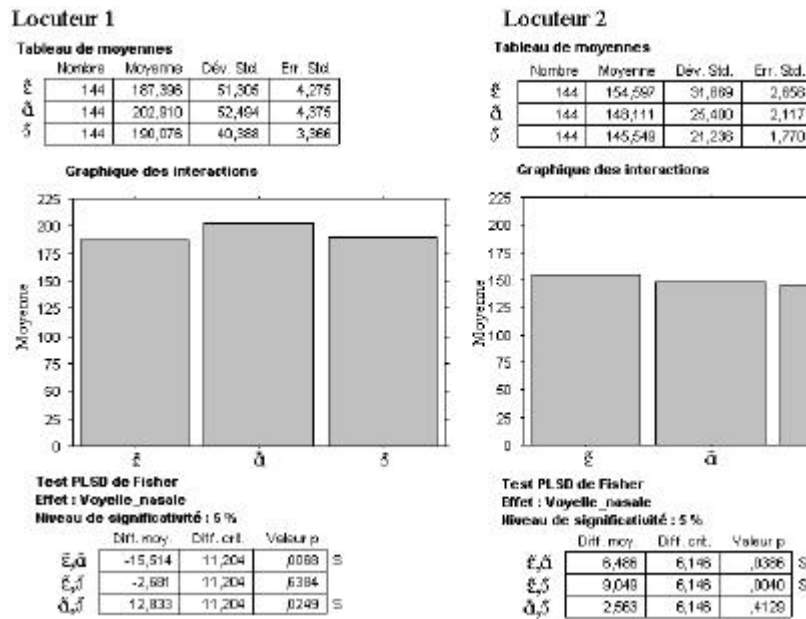 Locuteur 1
Tableau de moyennes
Nombre Moyenne Dév. Std. Err. Std.
ɛ̃ 144 187,396 51,305 4,275
ɑ̃ 144 202,910 52,494 4,375
ɔ̃ 144 190,076 40,388 3,366
Graphique des interactions
225
200
175
150
125
100
75
50
25
0
Moyenne
ɛ̃ ɑ̃ ɔ̃
Test PLSD de Fisher
Effet : Voyelle_nasale
Niveau de significativité : 5 %
Diff. moy. Diff. crit. Valeur p
ɛ̃,ɑ̃ -15,514 11,204 ,0068 S
ɛ̃,ɔ̃ -2,681 11,204 ,6384
ɑ̃,ɔ̃ 12,833 11,204 ,0249 S
Locuteur 2
Tableau de moyennes
Nombre Moyenne Dév. Std. Err. Std.
ɛ̃ 144 154,597 31,869 2,656
ɑ̃ 144 148,111 25,400 2,117
ɔ̃ 144 145,549 21,236 1,770
Graphique des interactions
225
200
175
150
125
100
75
50
25
0
Moyenne
ɛ̃ ɑ̃
Test PLSD de Fisher
Effet : Voyelle_nasale
Niveau de significativité : 5 %
Diff. moy. Diff. crit. Valeur p
ɛ̃,ɑ̃ 6,486 6,146 ,0386 S
ɛ̃,ɔ̃ 9,049 6,146 ,0040 S
ɑ̃,ɔ̃ 2,563 6,146 ,4129